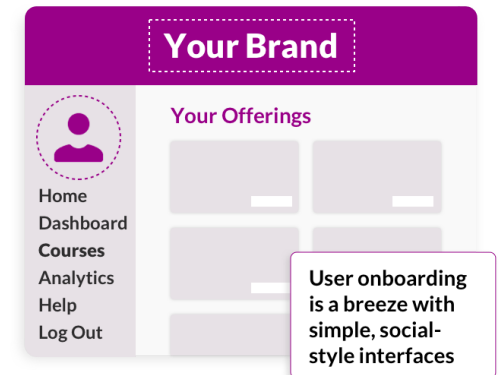 Your Brand
Your Offerings
Home
Dashboard
Courses
Analytics
Help
Log Out
User onboarding
is a breeze with
simple, social-
style interfaces